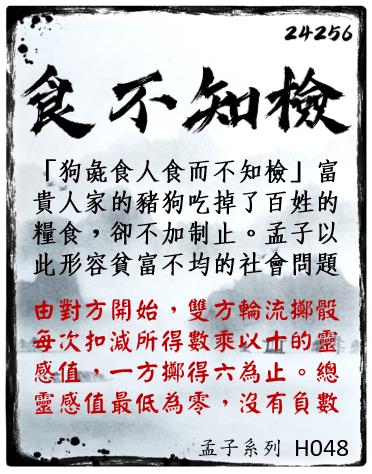 24256
食不知檢
「狗彘食人食而不知檢」富
貴人家的豬狗吃掉了百姓的
糧食，卻不加制止。孟子以
此形容貧富不均的社會問題
由對方開始，雙方輪流擲骰
每次扣減所得數乘以十的靈
感值，一方擲得六為止。總
靈感值最低為零，沒有負數
孟子系列 H048